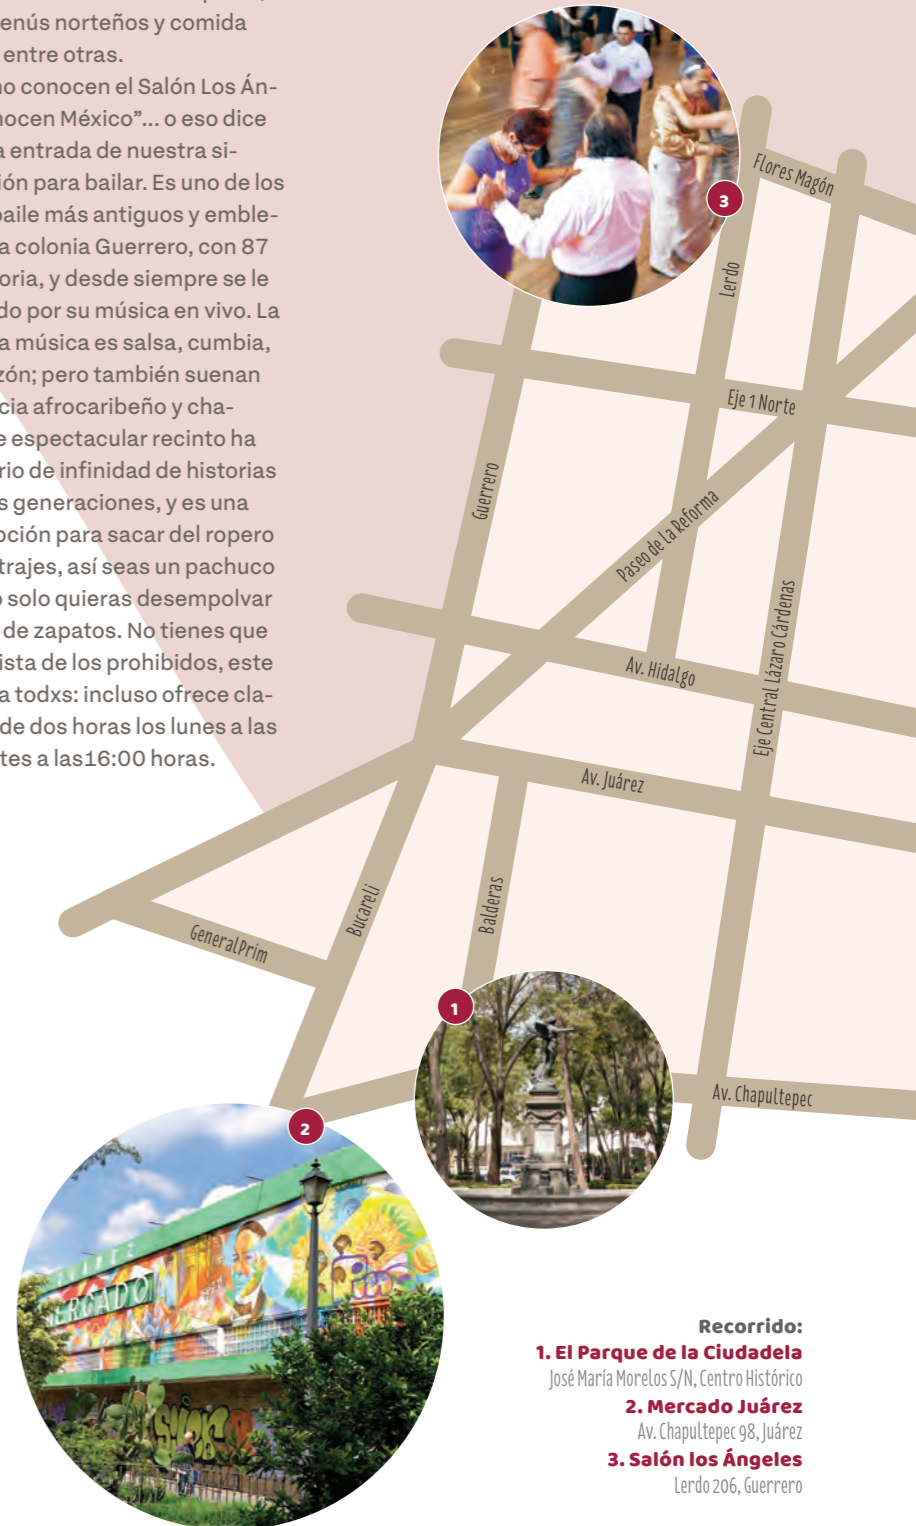 enús norteños y comida
entre otras.
no conocen el Salón Los Án-
nocen México”... o eso dice
a entrada de nuestra si-
ión para bailar. Es uno de los
baile más antiguos y emble-
a colonia Guerrero, con 87
oria, y desde siempre se le
do por su música en vivo. La
a música es salsa, cumbia,
zón; pero también suenan
cia afrocaribeño y cha-
e espectacular recinto ha
rio de infinidad de historias
s generaciones, y es una
oción para sacar del ropero
trajes, así seas un pachuco
o solo quieras desempolvar
de zapatos. No tienes que
ista de los prohibidos, este
a todxs: incluso ofrece cla-
de dos horas los lunes a las
tes a las16:00 horas.
3
Flores Magón
Lerdo
Eje 1 Norte
Guerrero
Paseo de la Reforma
Av. Hidalgo
Eje Central Lázaro Cárdenas
Av. Juárez
Bucareli
Balderas
GeneralPrim
1
Av. Chapultepec
2
JUÁREZ
MERCADO
Recorrido:
1. El Parque de la Ciudadela
José María Morelos S/N, Centro Histórico
2. Mercado Juárez
Av. Chapultepec 98, Juárez
3. Salón los Ángeles
Lerdo 206, Guerrero